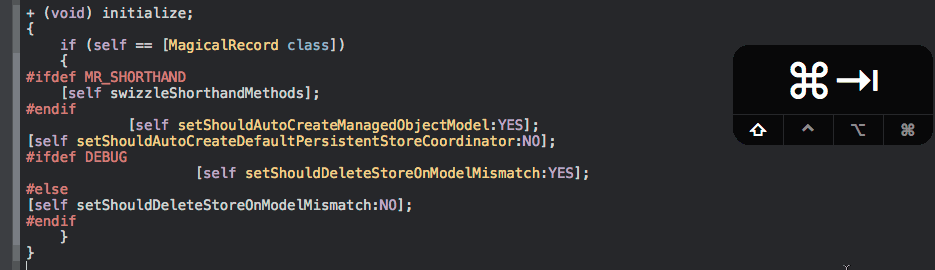 + (void) initialize;
{
    if (self == [MagicalRecord class])
    {
#ifdef MR_SHORTHAND
    [self swizzleShorthandMethods];
#endif
            [self setShouldAutoCreateManagedObjectModel:YES];
[self setShouldAutoCreateDefaultPersistentStoreCoordinator:NO];
#ifdef DEBUG
                    [self setShouldDeleteStoreOnModelMismatch:YES];
#else
[self setShouldDeleteStoreOnModelMismatch:NO];
#endif
    }
}
⌘⇥
⇧ ⌃ ⌥ ⌘